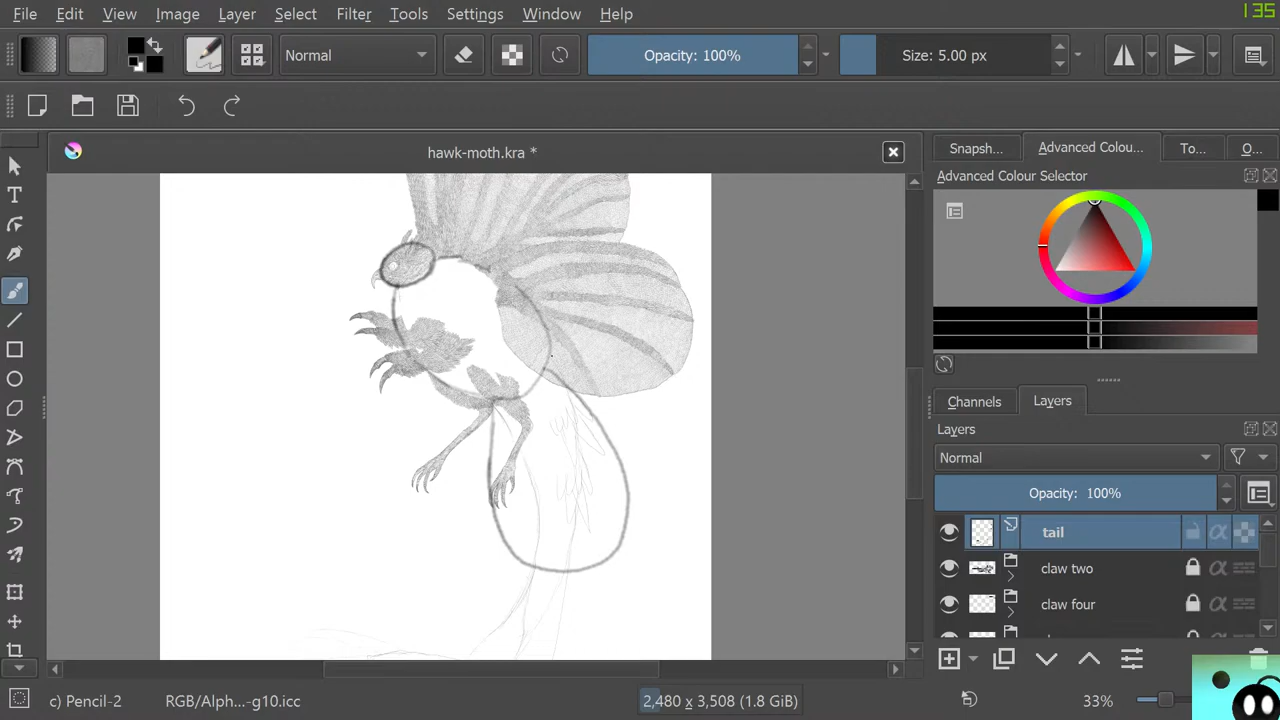 File Edit View Image Layer Select Filter Tools Settings Window Help
135
Normal
Opacity: 100%
Size: 5.00 px
hawk-moth.kra *
Snapsh... Advanced Colou... To... O...
Advanced Colour Selector
Channels Layers
Layers
Normal
Opacity: 100%
tail
claw two
claw four
c) Pencil-2
RGB/Alph...-g10.icc
2,480 x 3,508 (1.8 GiB)
33%